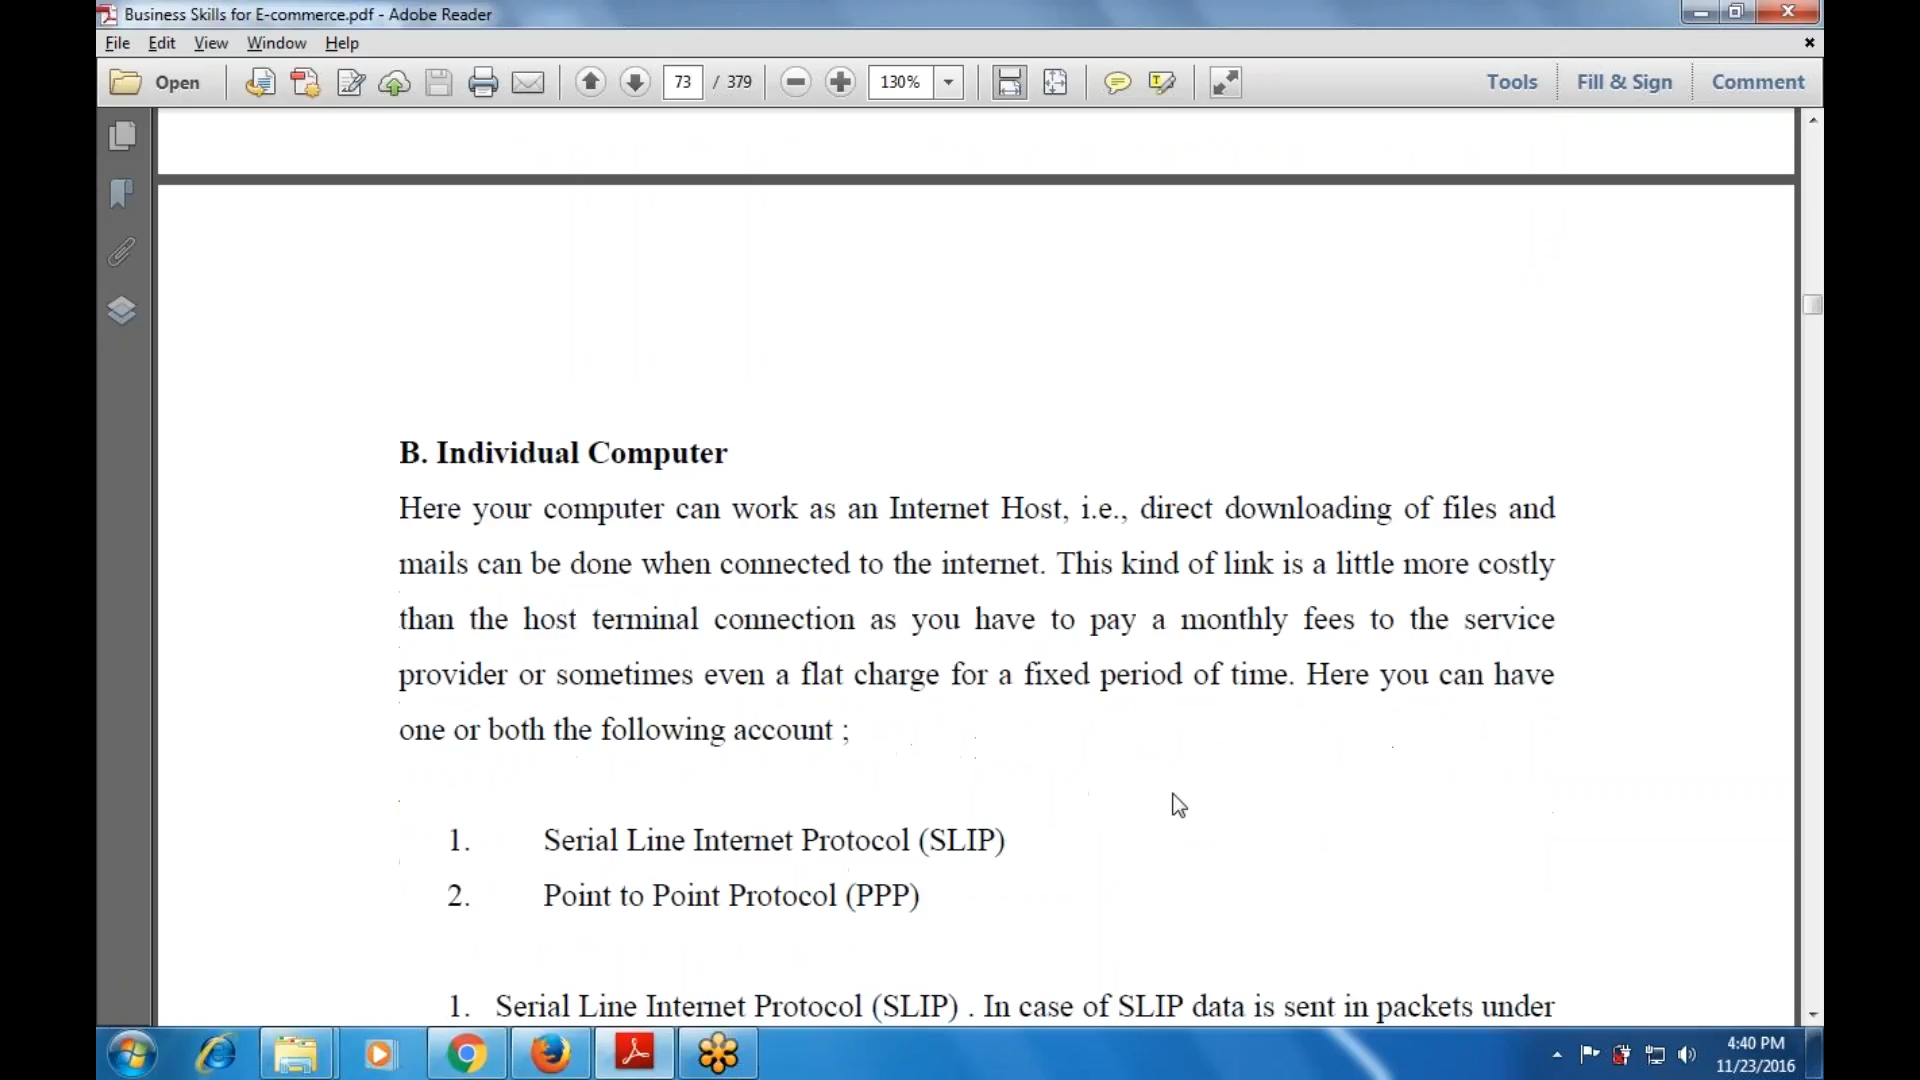 Business Skills for E-commerce.pdf - Adobe Reader
File Edit View Window Help
Open 73 / 379 130% Tools Fill & Sign Comment
B. Individual Computer
Here your computer can work as an Internet Host, i.e., direct downloading of files and
mails can be done when connected to the internet. This kind of link is a little more costly
than the host terminal connection as you have to pay a monthly fees to the service
provider or sometimes even a flat charge for a fixed period of time. Here you can have
one or both the following account ;
1. Serial Line Internet Protocol (SLIP)
2. Point to Point Protocol (PPP)
1. Serial Line Internet Protocol (SLIP) . In case of SLIP data is sent in packets under
4:40 PM
11/23/2016